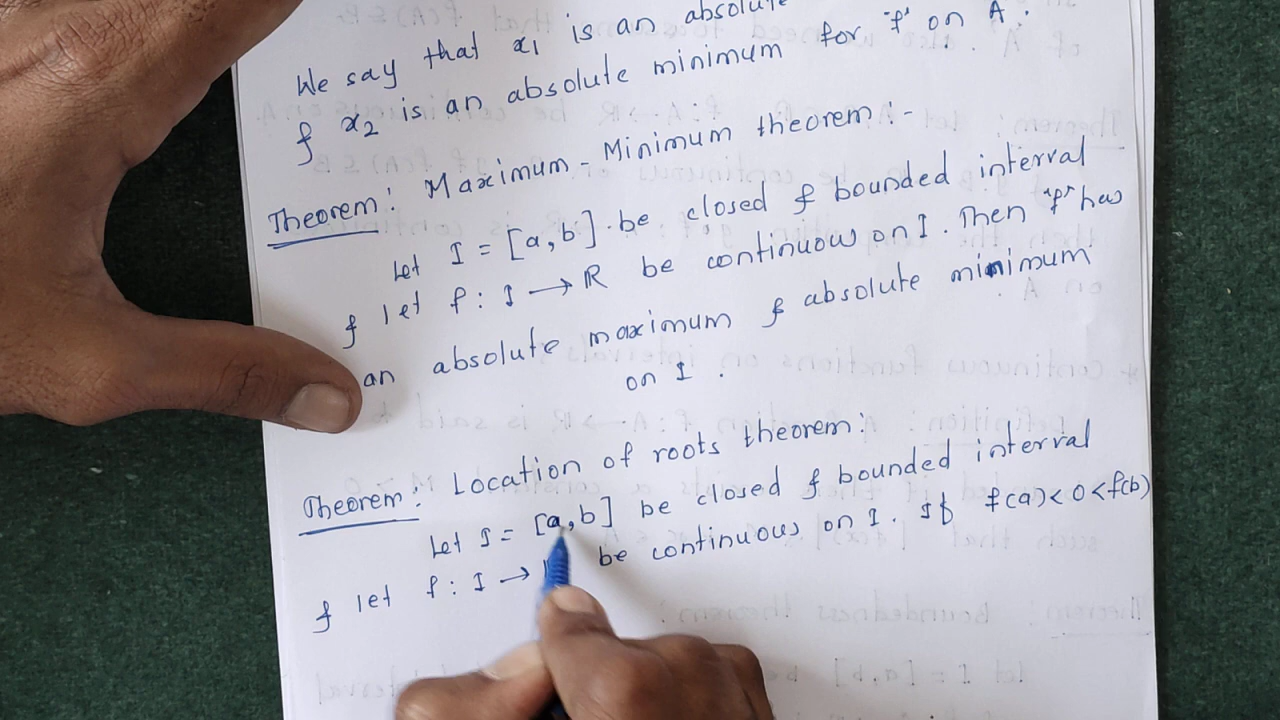 We say that x₁ is an absolute
& x₂ is an absolute minimum for 'f' on A.
Theorem: Maximum - Minimum theorem :-
Let I = [a, b] be closed & bounded interval
& let f : I → ℝ be continuous on I. Then 'f' has
an absolute maximum & absolute minimum
on I.
Theorem: Location of roots theorem:
Let I = [a, b] be closed & bounded interval
& let f : I → be continuous on I. If f(a) < 0 < f(b)